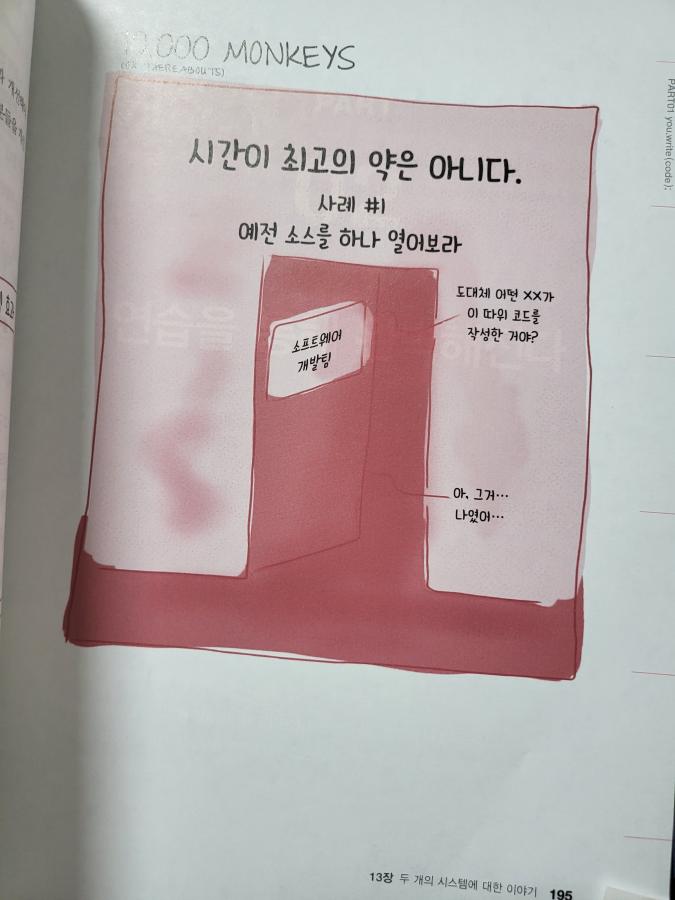 10,000 MONKEYS
(OR THEREABOUTS)
PART01 you.write(code);
시간이 최고의 약은 아니다.
사례 #1
예전 소스를 하나 열어보라
도대체 어떤 XX가
이 따위 코드를
작성한 거야?
소프트웨어
개발팀
아, 그거…
나였어…
13장 두 개의 시스템에 대한 이야기 195